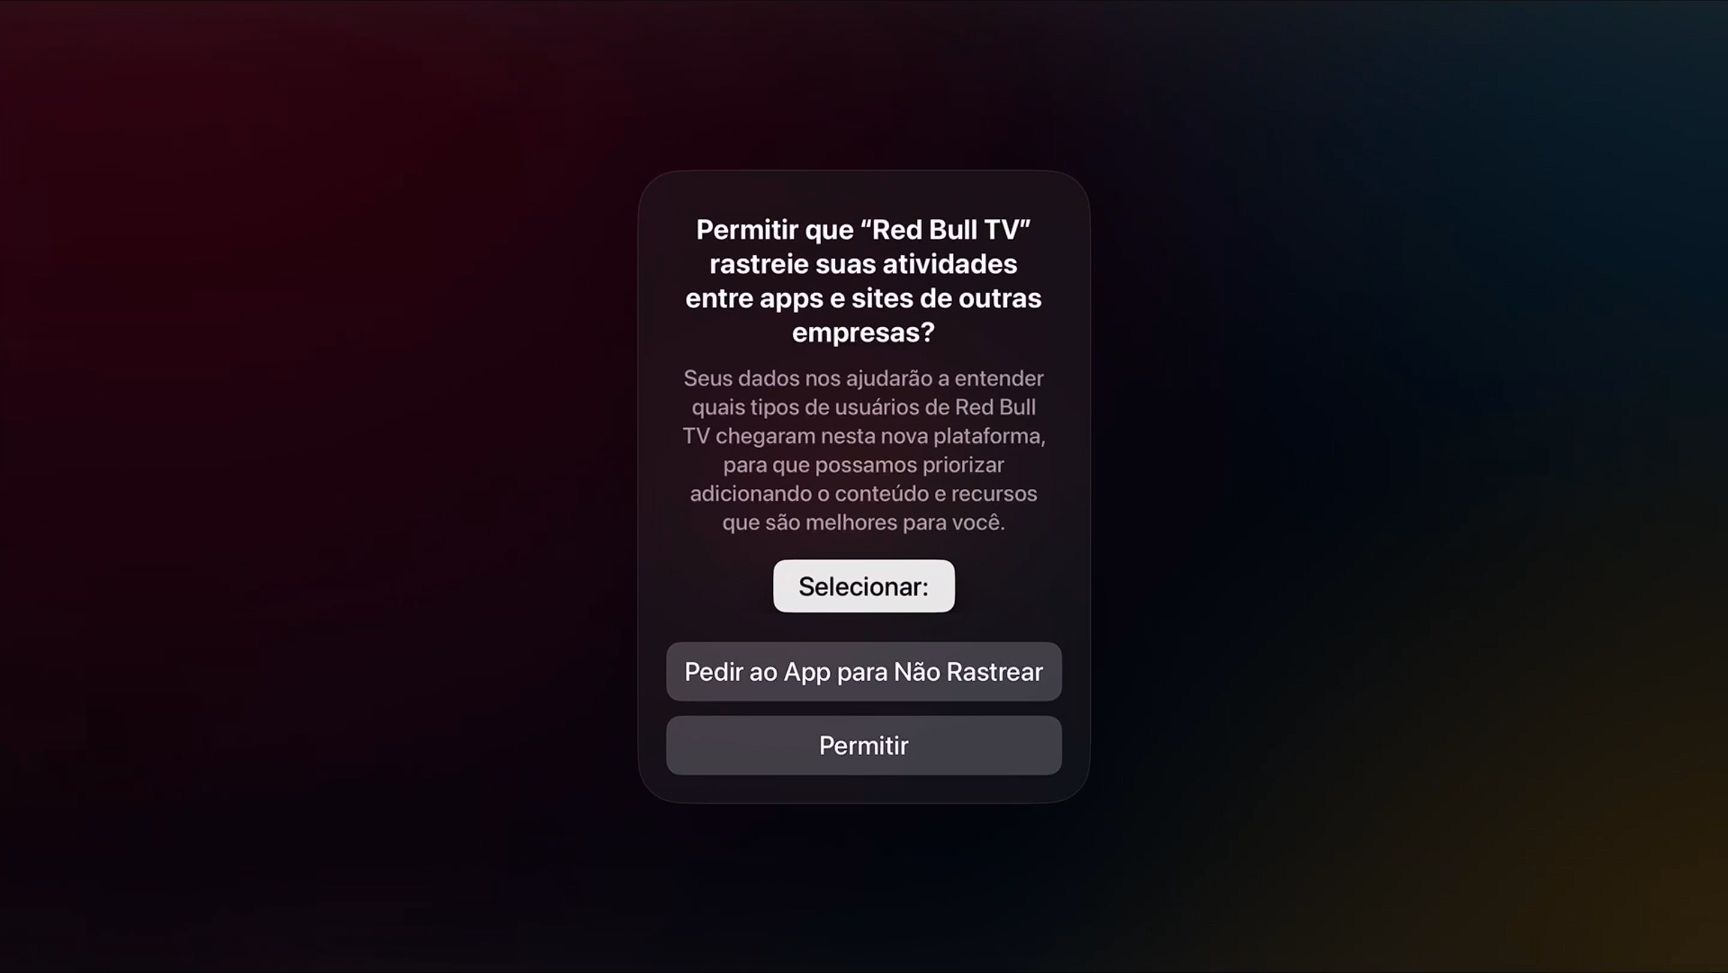 Permitir que “Red Bull TV”
rastreie suas atividades
entre apps e sites de outras
empresas?
Seus dados nos ajudarão a entender
quais tipos de usuários de Red Bull
TV chegaram nesta nova plataforma,
para que possamos priorizar
adicionando o conteúdo e recursos
que são melhores para você.
Selecionar:
Pedir ao App para Não Rastrear
Permitir